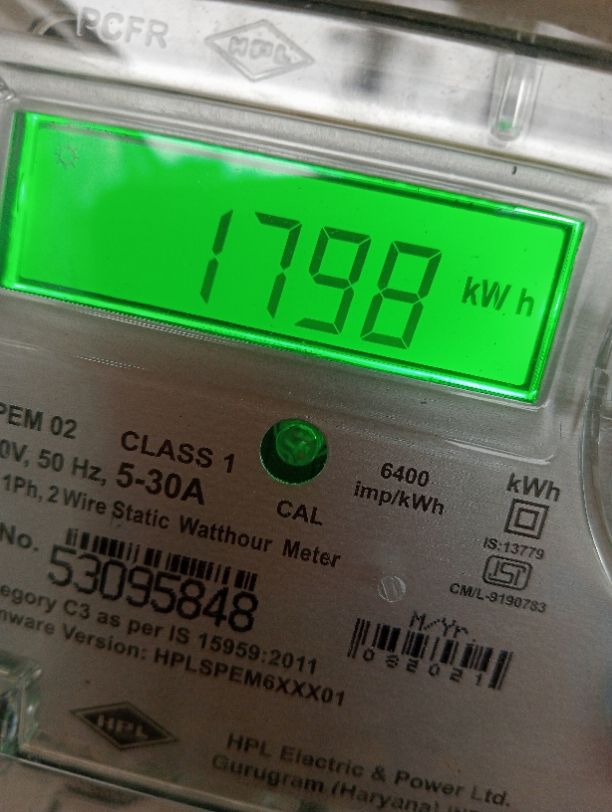 PCFR
HPL
1798 kWh
PEM 02
CLASS 1
0V, 50 Hz, 5-30A
CAL
6400
imp/kWh
kWh
1Ph, 2 Wire Static Watthour Meter
IS:13779
ISI
CM/L-9190783
No.
53095848
M/Yr.
082021
egory C3 as per IS 15959:2011
mware Version: HPLSPEM6XXX01
HPL
HPL Electric & Power Ltd.
Gurugram (Haryana)